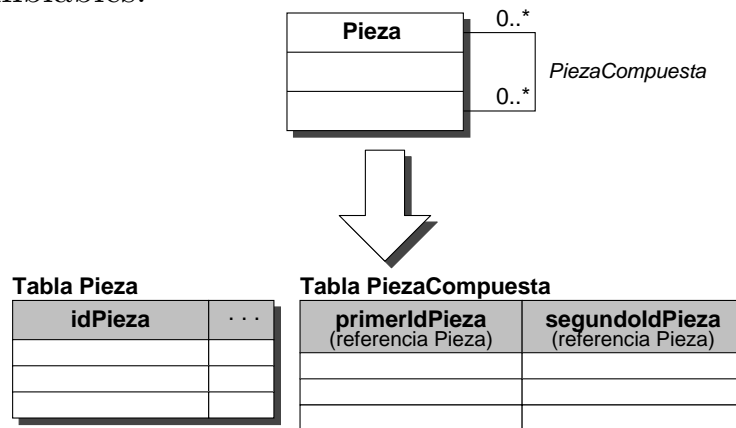 Pieza
0..*
PiezaCompuesta
0..*
Tabla Pieza
idPieza
. . .
Tabla PiezaCompuesta
primerIdPieza
(referencia Pieza)
segundoIdPieza
(referencia Pieza)